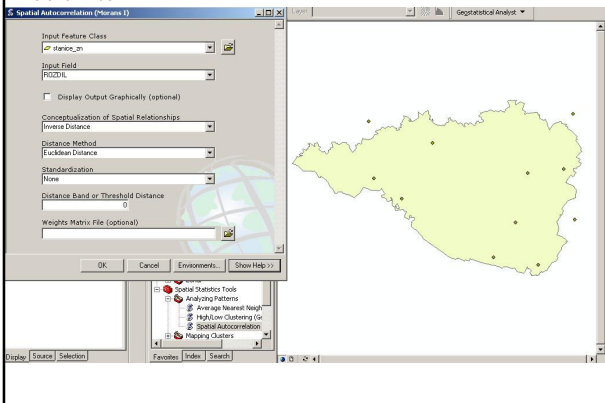 Spatial Autocorrelation (Morans I)
Layer:
Geostatistical Analyst
Input Feature Class
stanice_zn
Input Field
ROZDIL
Display Output Graphically (optional)
Conceptualization of Spatial Relationships
Inverse Distance
Distance Method
Euclidean Distance
Standardization
None
Distance Band or Threshold Distance
0
Weights Matrix File (optional)
OK Cancel Environments... Show Help >>
Spatial Statistics Tools
Analyzing Patterns
Average Nearest Neigh
High/Low Clustering (Ge
Spatial Autocorrelation
Mapping Clusters
Display Source Selection
Favorites Index Search